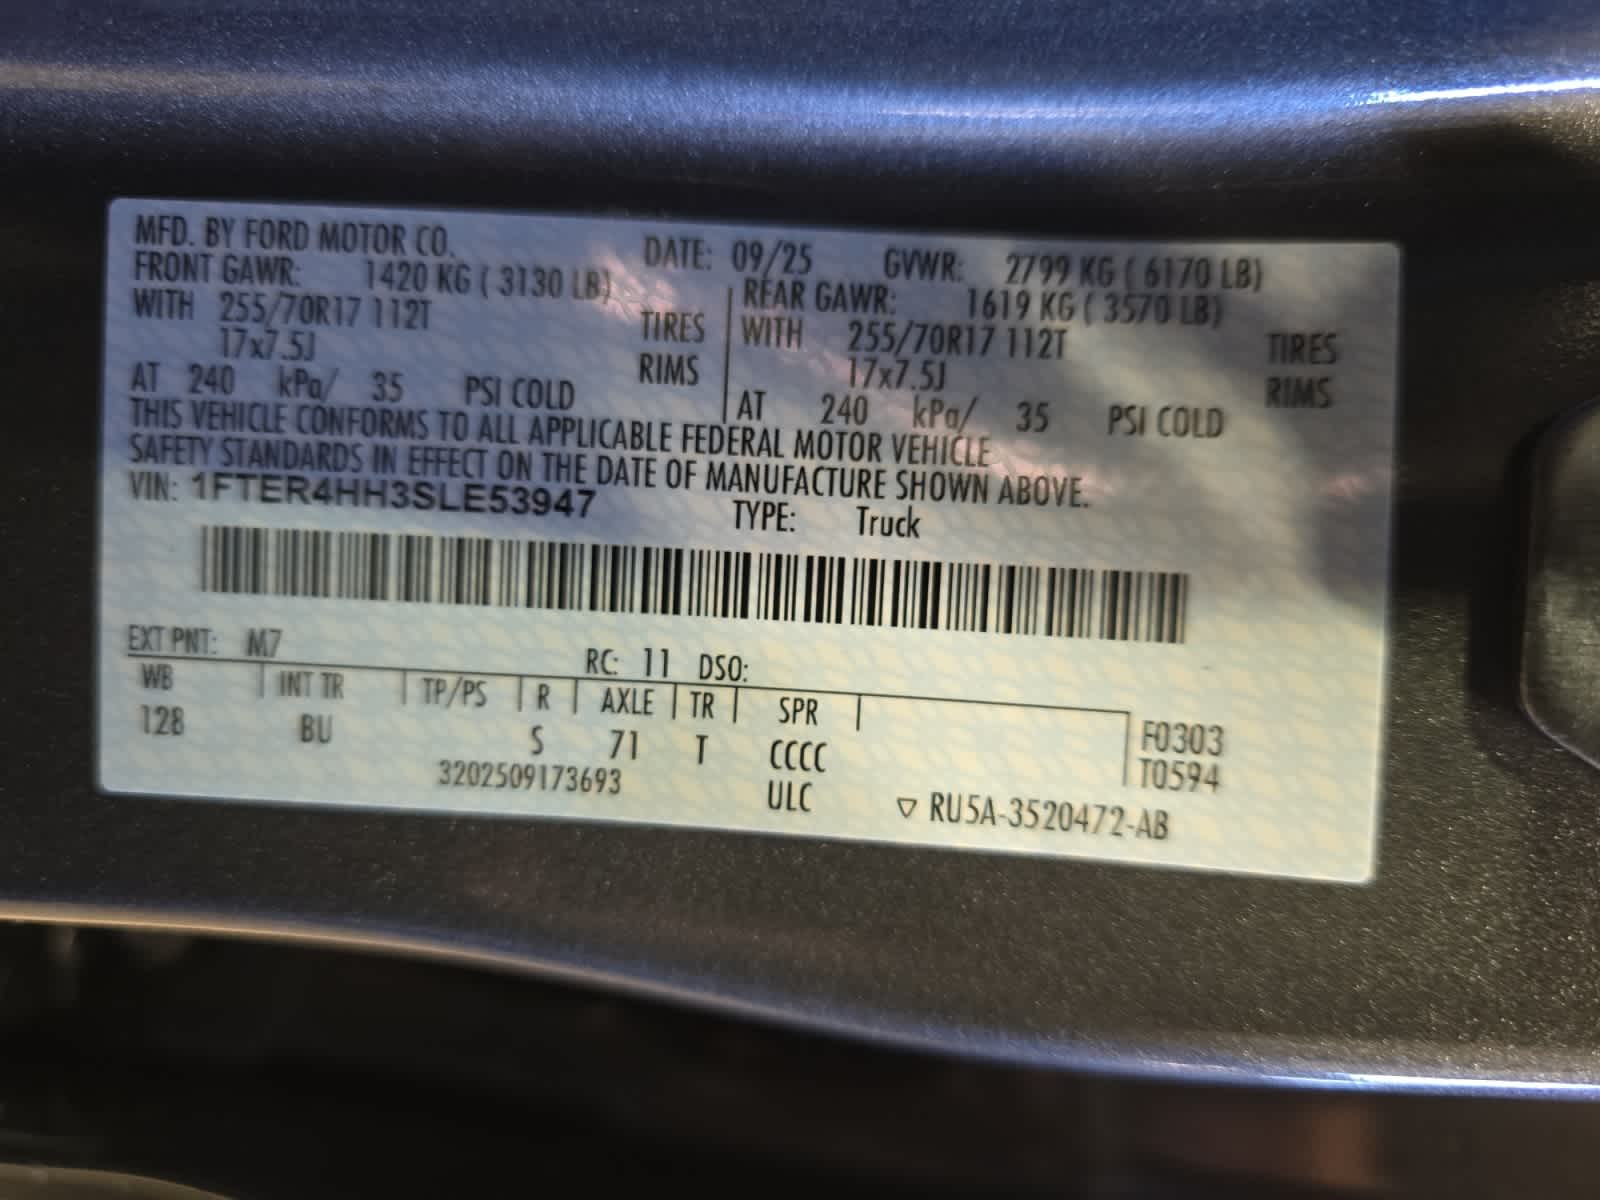 MFD. BY FORD MOTOR CO. DATE: 09/25 GVWR: 2799 KG ( 6170 LB)
FRONT GAWR: 1420 KG ( 3130 LB) REAR GAWR: 1619 KG ( 3570 LB)
WITH 255/70R17 112T TIRES WITH 255/70R17 112T TIRES
17x7.5J RIMS 17x7.5J RIMS
AT 240 kPa/ 35 PSI COLD AT 240 kPa/ 35 PSI COLD
THIS VEHICLE CONFORMS TO ALL APPLICABLE FEDERAL MOTOR VEHICLE
SAFETY STANDARDS IN EFFECT ON THE DATE OF MANUFACTURE SHOWN ABOVE.
VIN: 1FTER4HH3SLE53947 TYPE: Truck
EXT PNT: M7 RC: 11 DSO:
WB INT TR TP/PS R AXLE TR SPR F0303
128 BU S 71 T CCCC T0594
3202509173693 ULC ▽ RU5A-3520472-AB